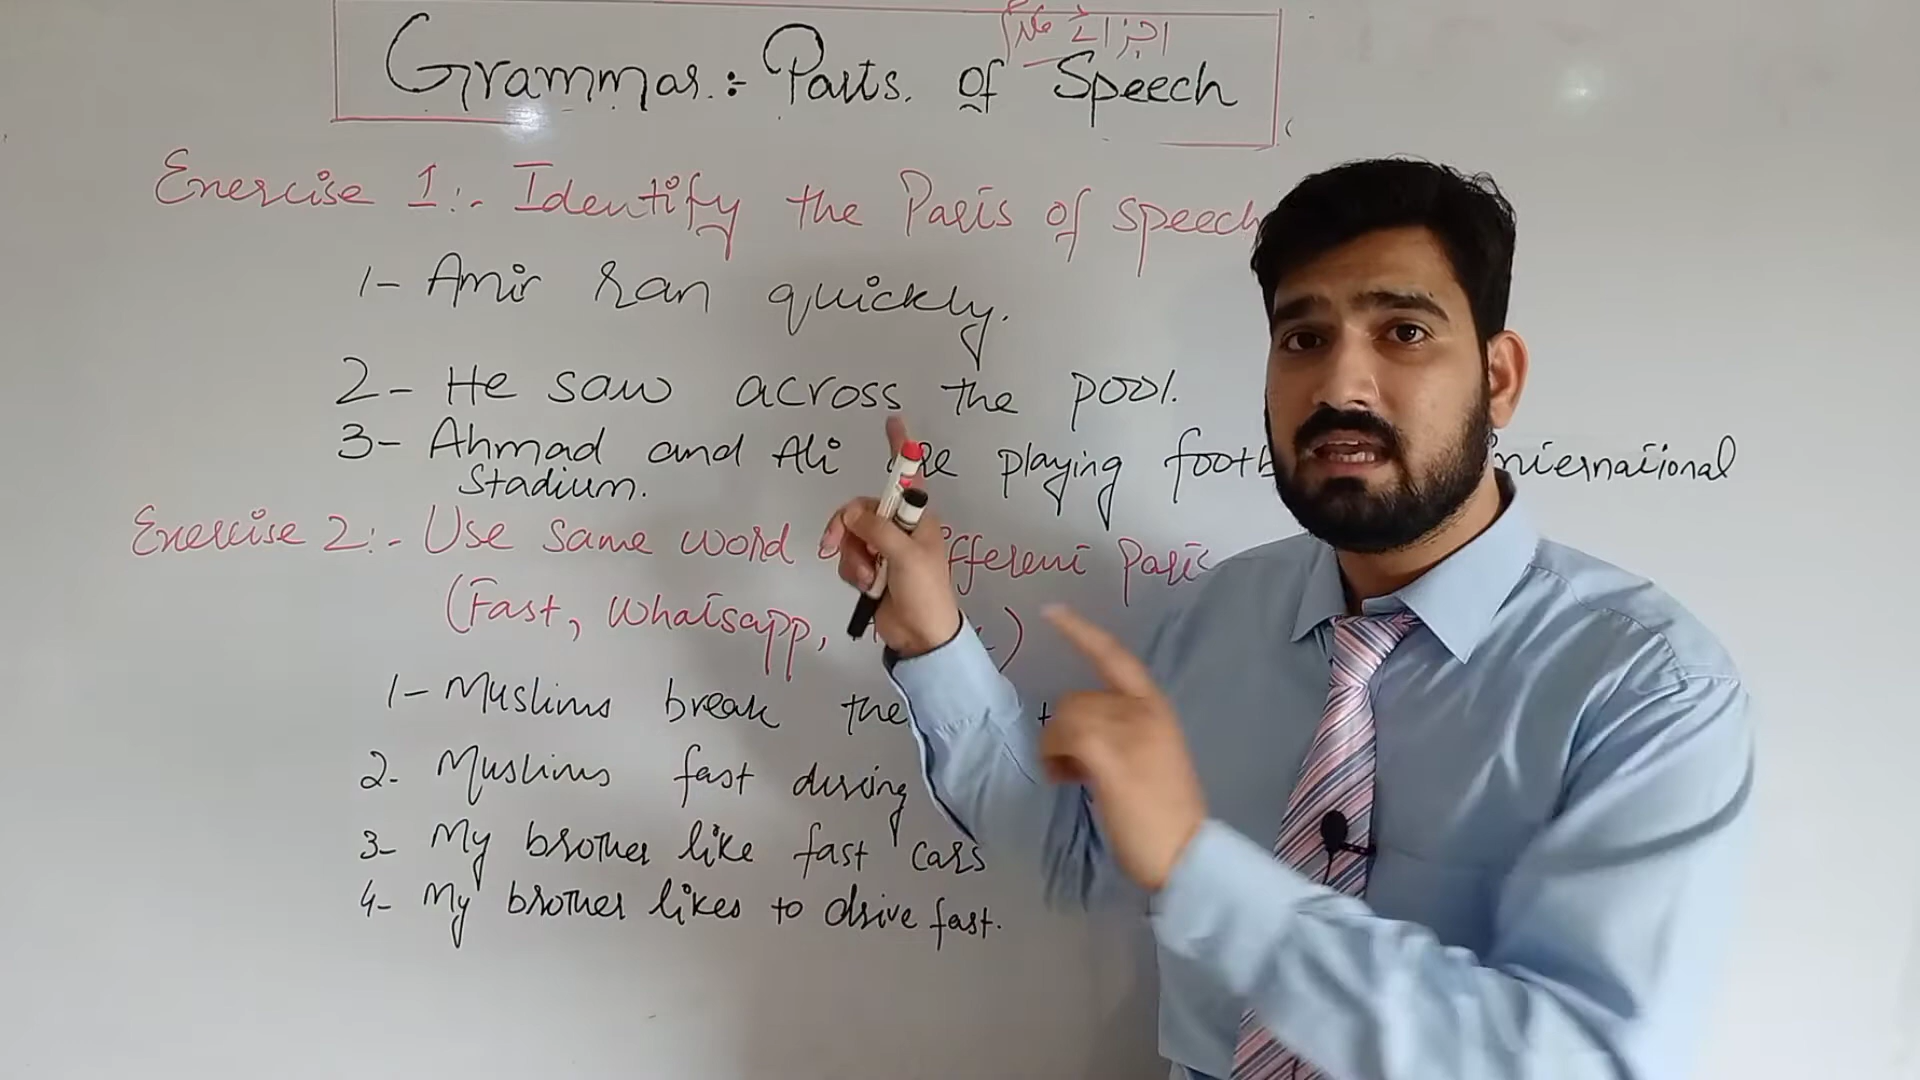 اجزائے کلام
Grammar:- Parts of Speech
Exercise 1:- Identify the Parts of speech
1- Amir ran quickly.
2- He saw across the pool.
3- Ahmad and Ali are playing international
Stadium.
Exercise 2:- Use same word different Parts
(Fast, Whatsapp, )
1- Muslims break the
2- Muslims fast during
3- My brother like fast cars
4- My brother likes to drive fast.